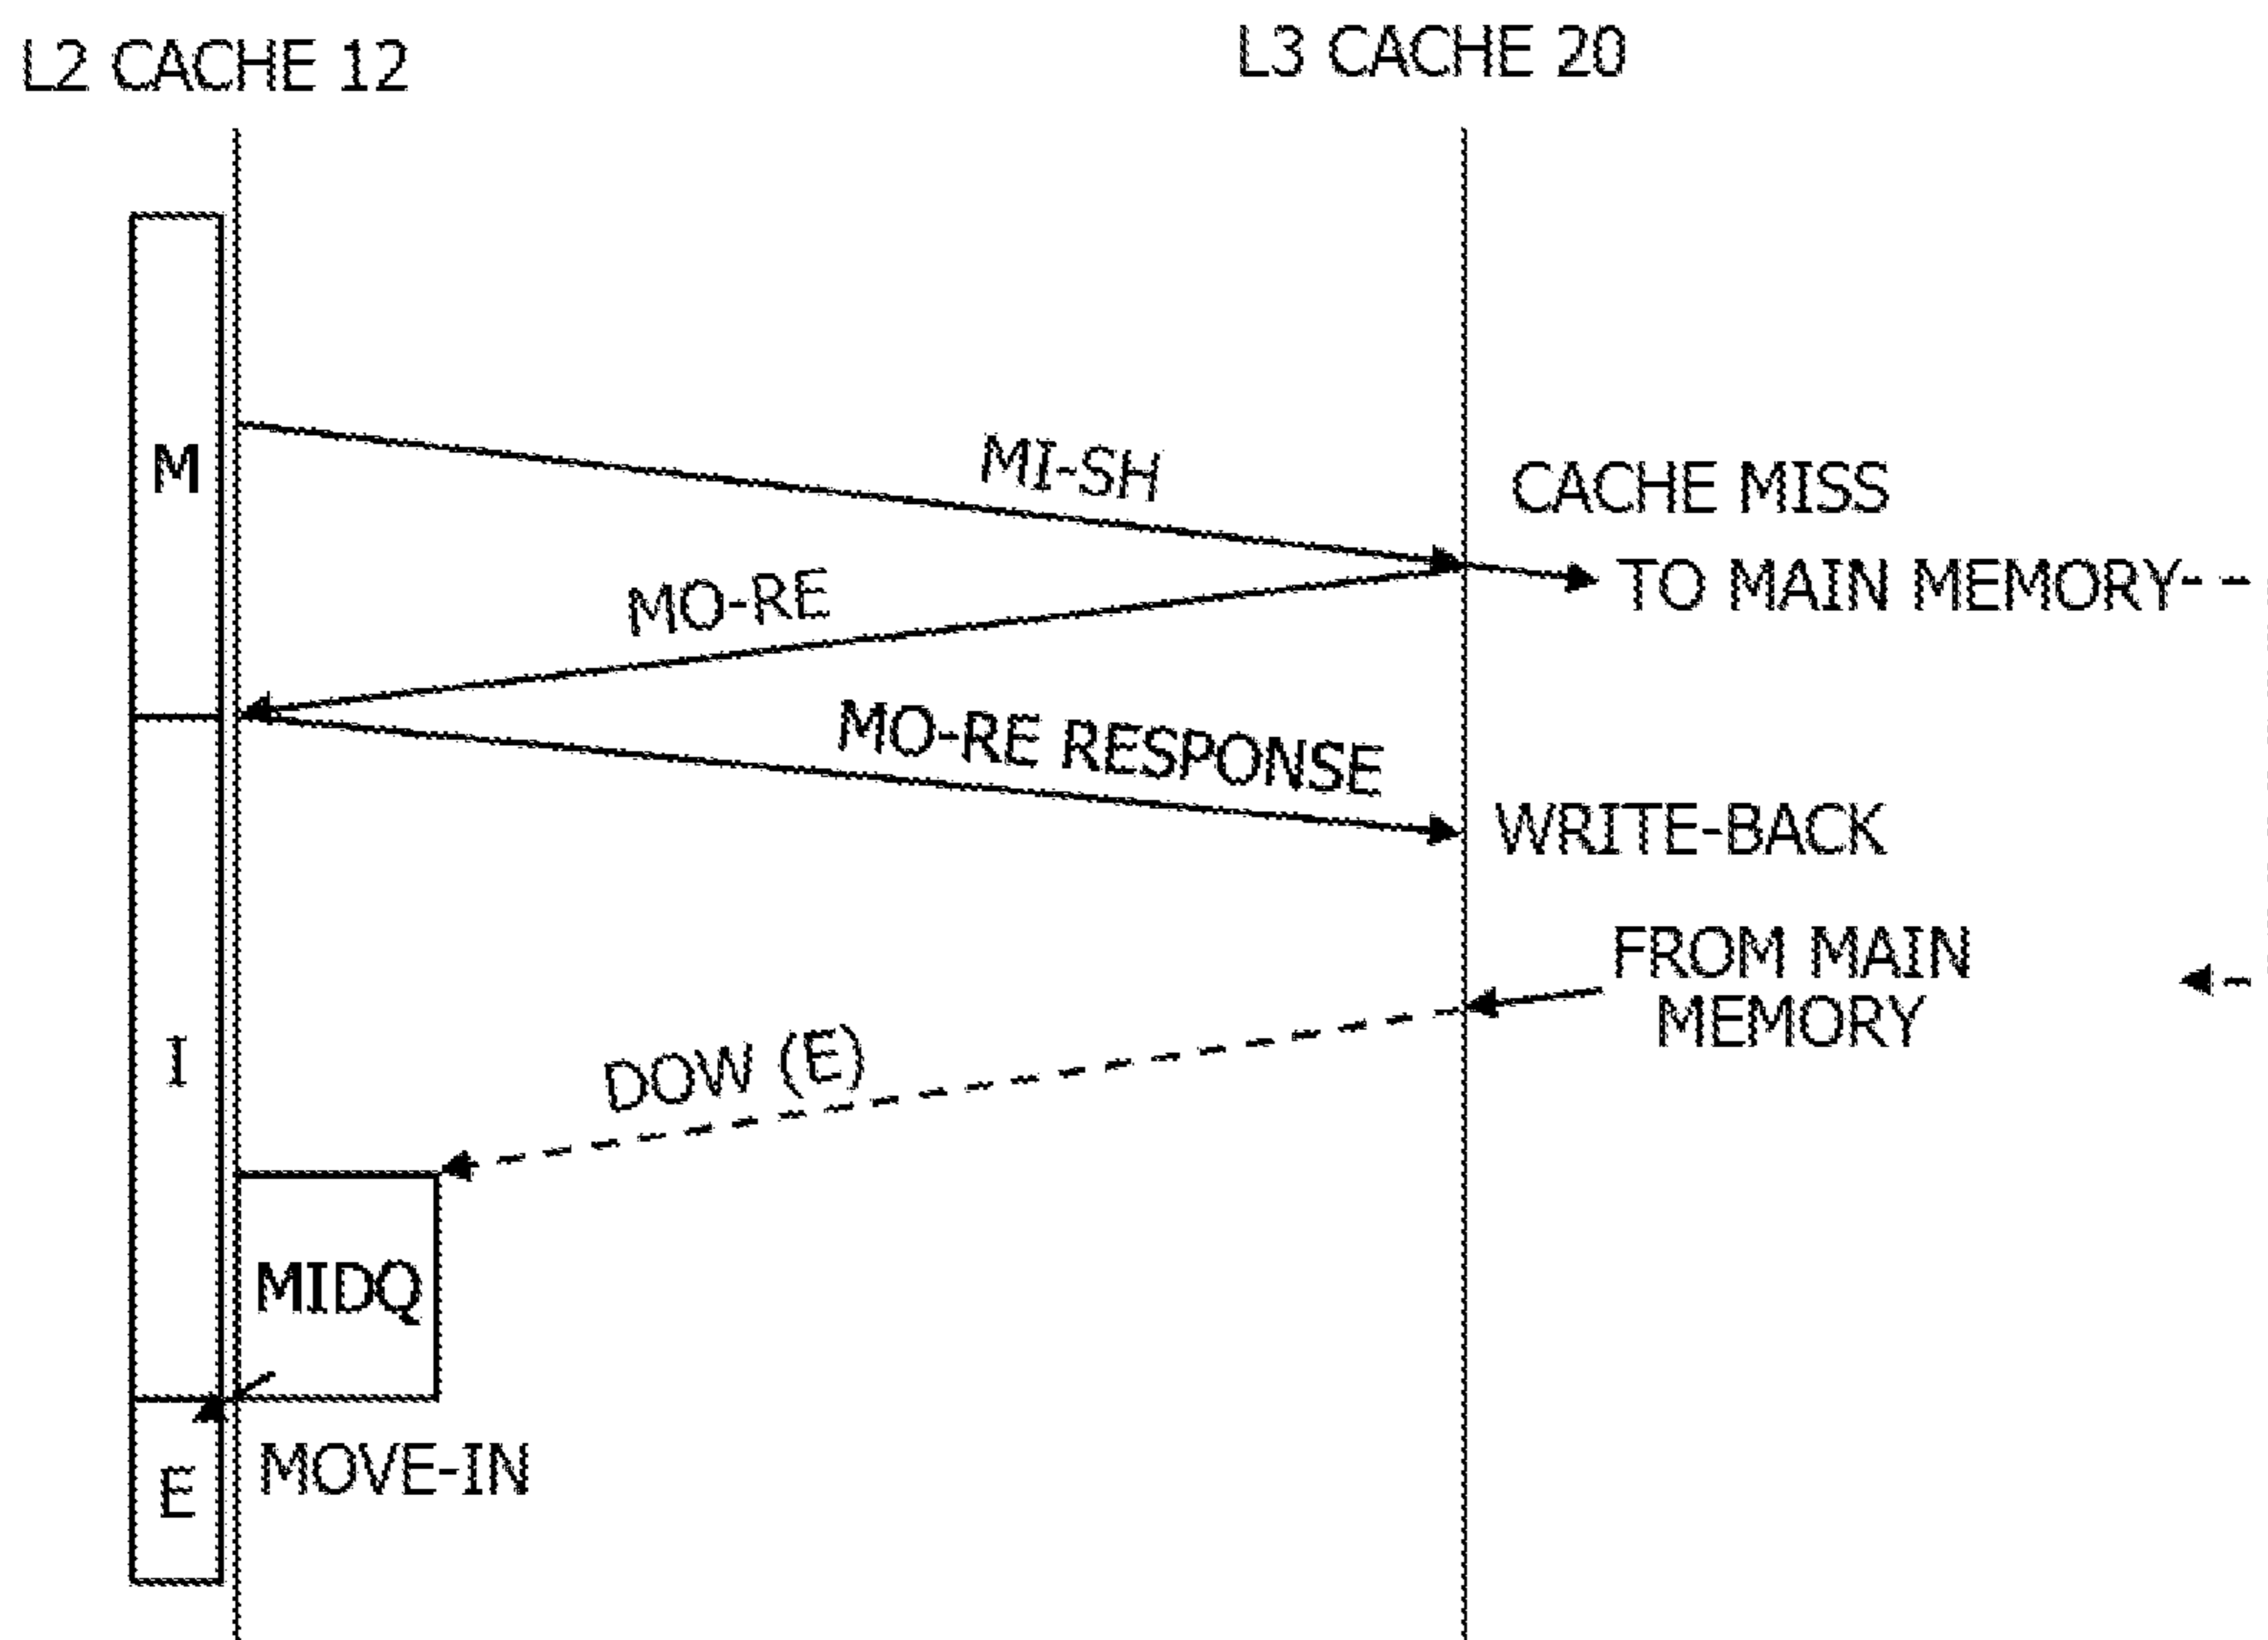 L2 CACHE 12
L3 CACHE 20
M
MI-SH
CACHE MISS
TO MAIN MEMORY
MO-RE
MO-RE RESPONSE
WRITE-BACK
FROM MAIN
MEMORY
I
DOW (E)
MIDQ
E
MOVE-IN